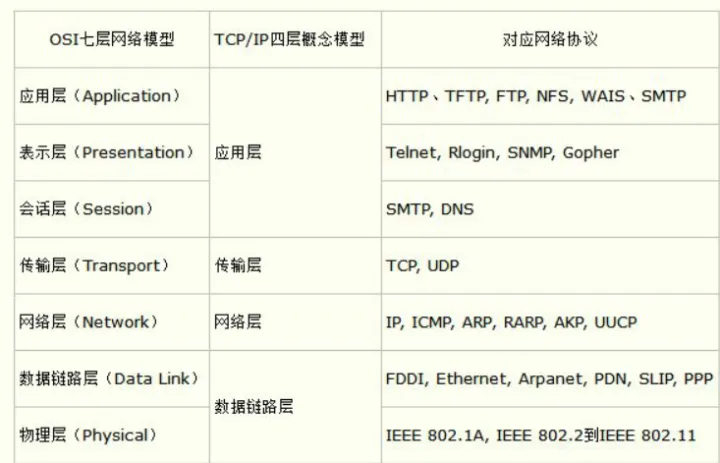 OSI七层网络模型 TCP/IP四层概念模型 对应网络协议
应用层（Application） HTTP、TFTP, FTP, NFS, WAIS、SMTP
表示层（Presentation） 应用层 Telnet, Rlogin, SNMP, Gopher
会话层（Session） SMTP, DNS
传输层（Transport） 传输层 TCP, UDP
网络层（Network） 网络层 IP, ICMP, ARP, RARP, AKP, UUCP
数据链路层（Data Link） FDDI, Ethernet, Arpanet, PDN, SLIP, PPP
数据链路层
物理层（Physical） IEEE 802.1A, IEEE 802.2到IEEE 802.11